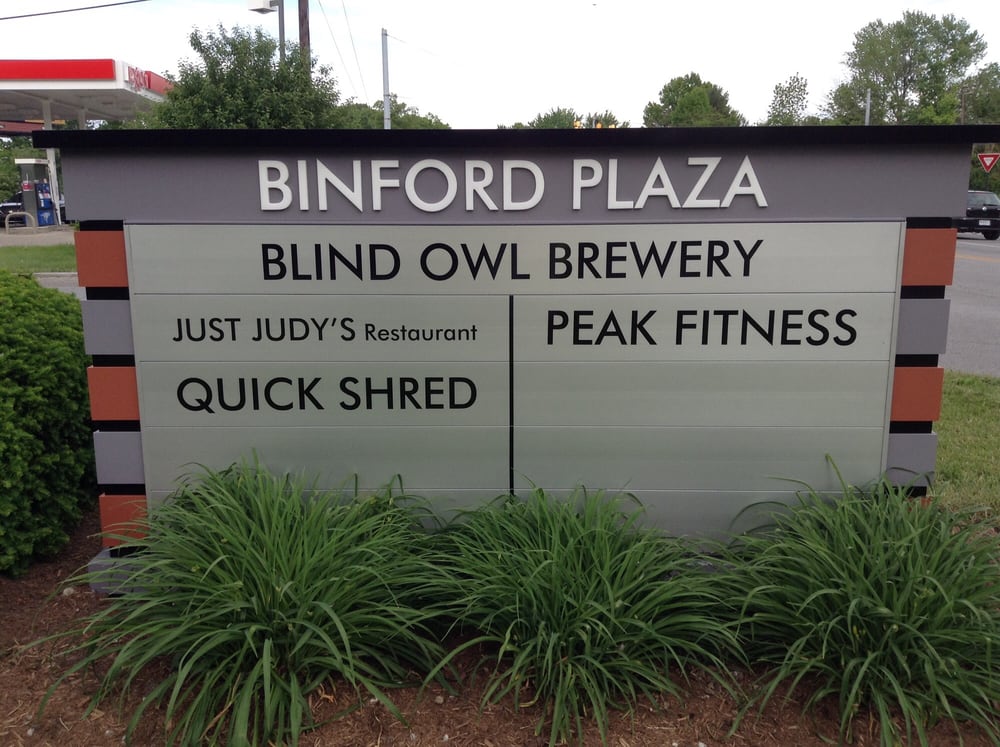 BINFORD PLAZA
BLIND OWL BREWERY
JUST JUDY'S Restaurant
PEAK FITNESS
QUICK SHRED